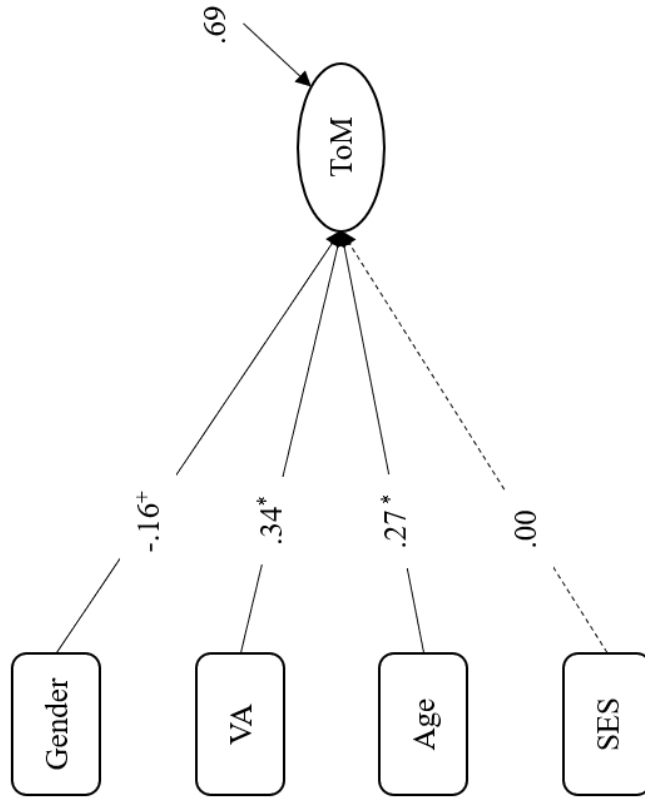 Gender
VA
Age
SES
-.16+
.34*
.27*
.00
ToM
.69